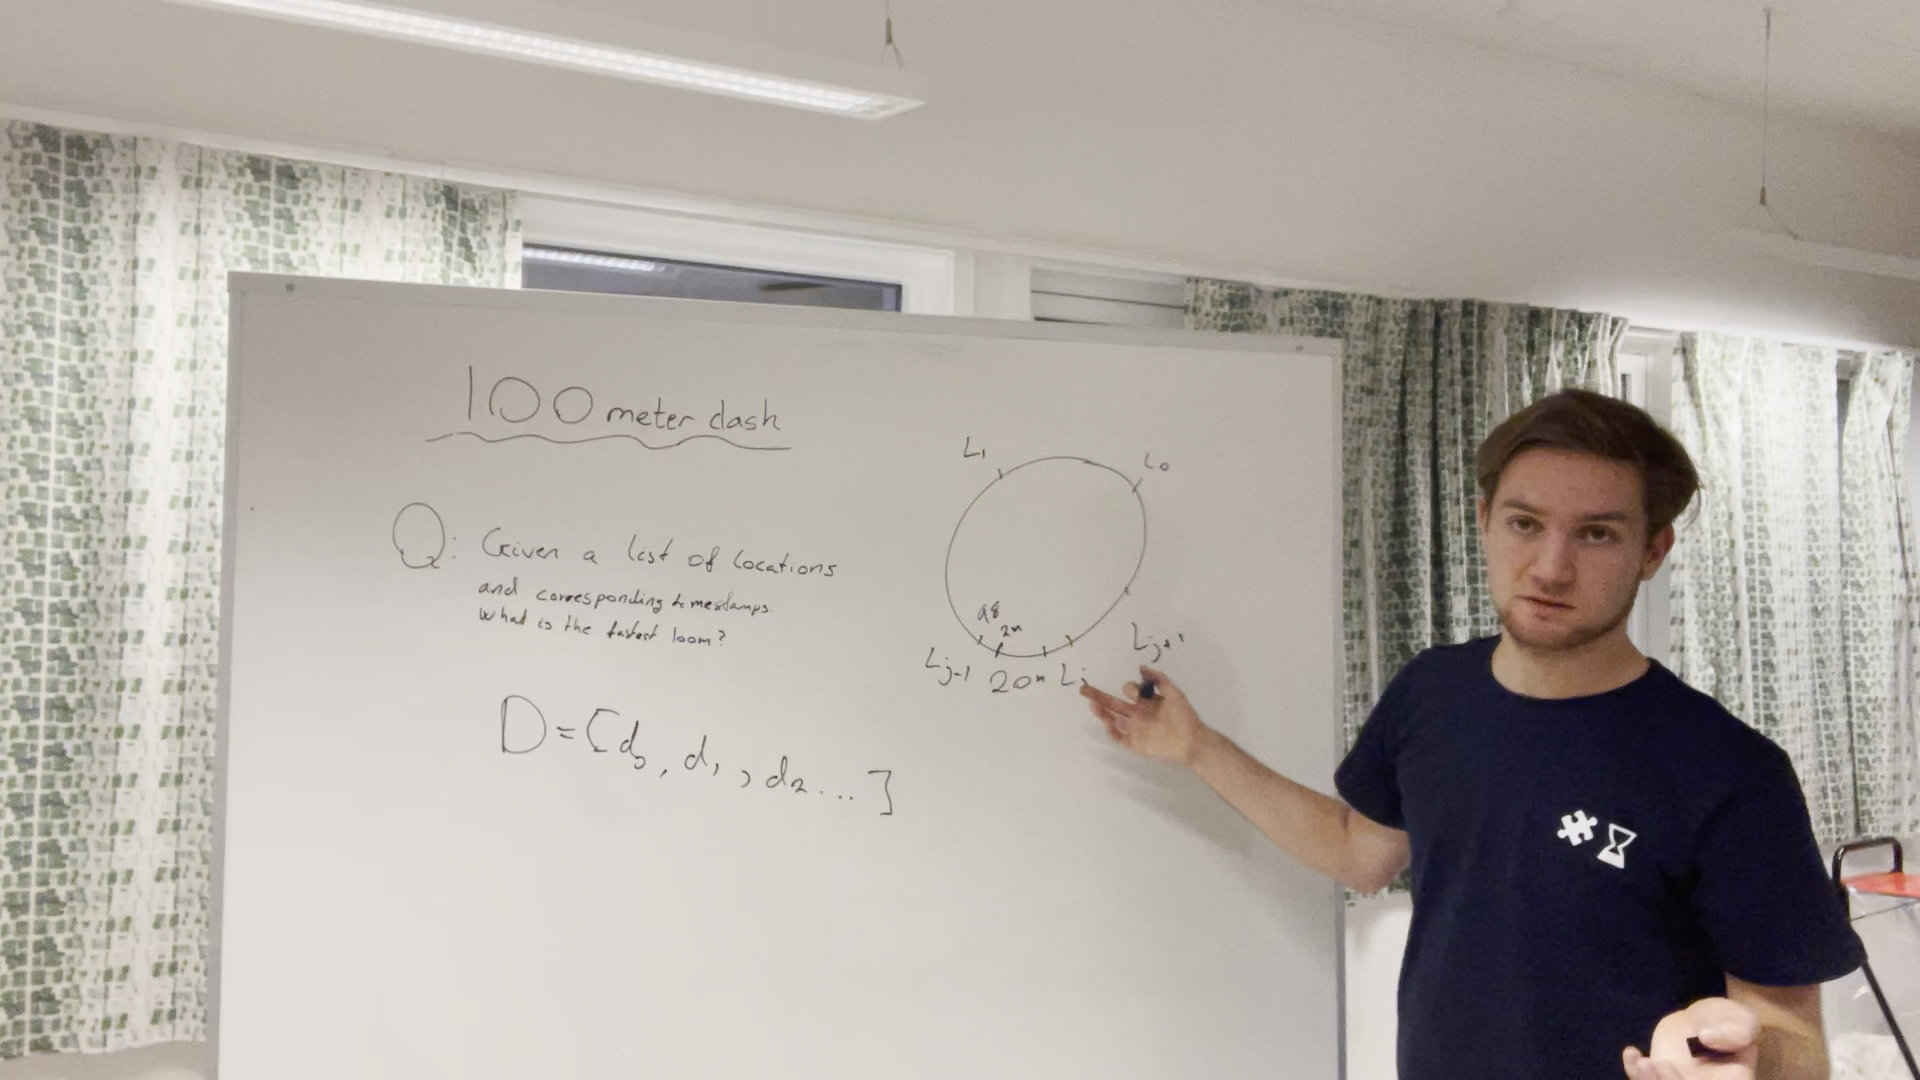 100 meter dash
Q: Given a list of locations
and corresponding timestamps.
What is the fastest 100m?
D = [d0, d1, d2 ... ]
L1
L0
98
2m
Lj-1
20m
Lj
Lj+1